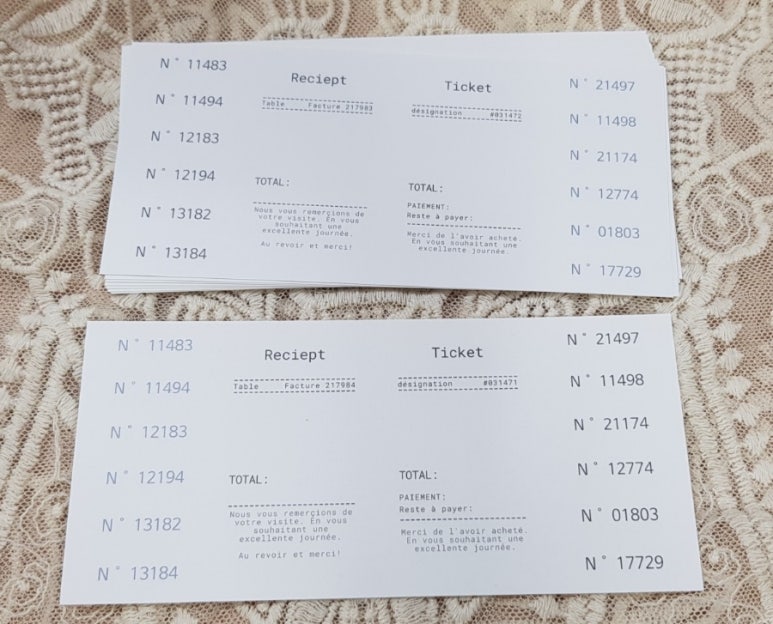 N° 11483
N° 11494
N° 12183
N° 12194
N° 13182
N° 13184
Reciept
Table Facture 217983
TOTAL:
Nous vous remerçions de
votre visite. En vous
souhaitant une
excellente journée.
Au revoir et merci!
Ticket
désignation #031472
TOTAL:
PAIEMENT:
Reste à payer:
Merci de l'avoir acheté.
En vous souhaitant une
excellente journée.
N° 21497
N° 11498
N° 21174
N° 12774
N° 01803
N° 17729
N° 11483
N° 11494
N° 12183
N° 12194
N° 13182
N° 13184
Reciept
Table Facture 217984
TOTAL:
Nous vous remerçions de
votre visite. En vous
souhaitant une
excellente journée.
Au revoir et merci!
Ticket
désignation #031471
TOTAL:
PAIEMENT:
Reste à payer:
Merci de l'avoir acheté.
En vous souhaitant une
excellente journée.
N° 21497
N° 11498
N° 21174
N° 12774
N° 01803
N° 17729